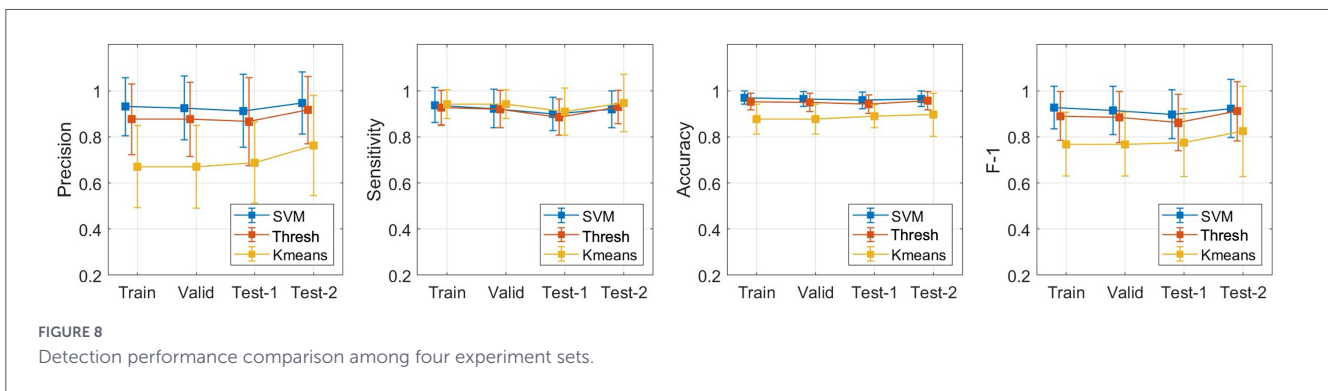 Precision
1
0.8
0.6
0.4
0.2
Train Valid Test-1 Test-2
SVM
Thresh
Kmeans
Sensitivity
1
0.8
0.6
0.4
0.2
Train Valid Test-1 Test-2
SVM
Thresh
Kmeans
Accuracy
1
0.8
0.6
0.4
0.2
Train Valid Test-1 Test-2
SVM
Thresh
Kmeans
F-1
1
0.8
0.6
0.4
0.2
Train Valid Test-1 Test-2
SVM
Thresh
Kmeans
FIGURE 8
Detection performance comparison among four experiment sets.